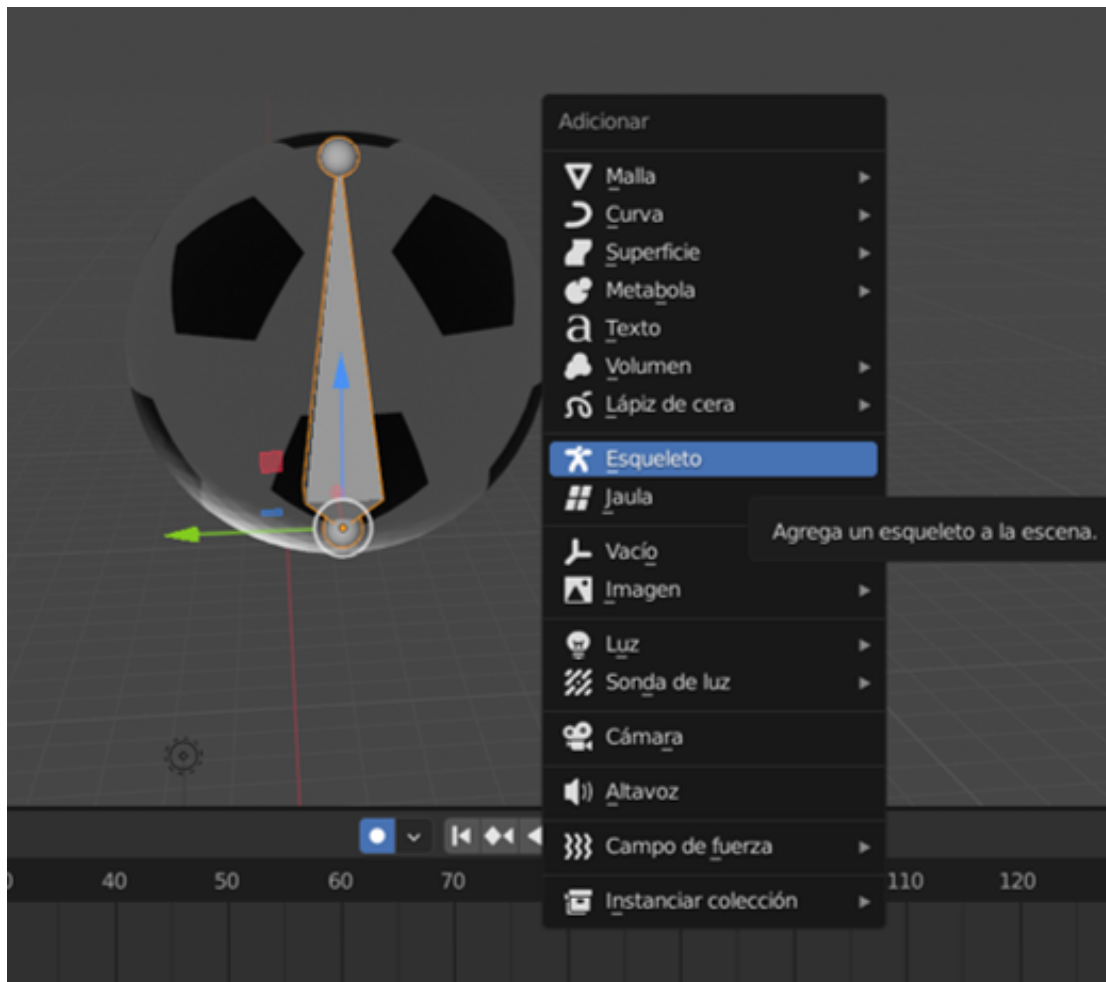 Adicionar
Malla
Curva
Superficie
Metabola
Texto
Volumen
Lápiz de cera
Esqueleto
Jaula
Agrega un esqueleto a la escena.
Vacío
Imagen
Luz
Sonda de luz
Cámara
Altavoz
Campo de fuerza
Instanciar colección
40 50 60 70 110 120